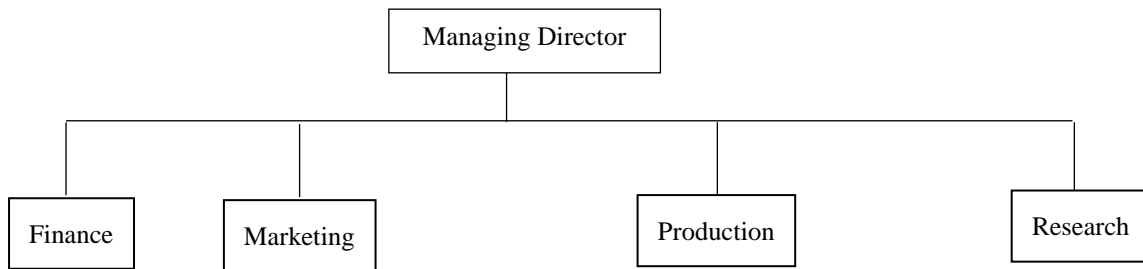 Managing Director
Finance
Marketing
Production
Research